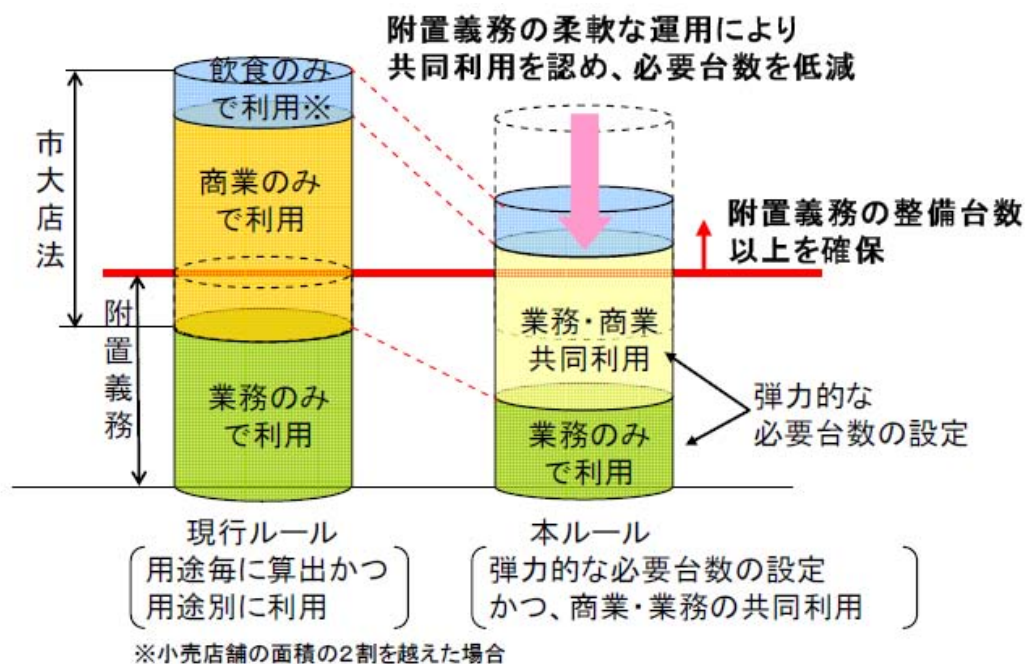 附置義務の柔軟な運用により
共同利用を認め、必要台数を低減
飲食のみ
で利用※
市大店法
商業のみ
で利用
附置義務の整備台数
以上を確保
附置義務
業務・商業
共同利用
業務のみ
で利用
弾力的な
必要台数の設定
業務のみ
で利用
現行ルール
用途毎に算出かつ
用途別に利用
本ルール
弾力的な必要台数の設定
かつ、商業・業務の共同利用
※小売店舗の面積の2割を越えた場合